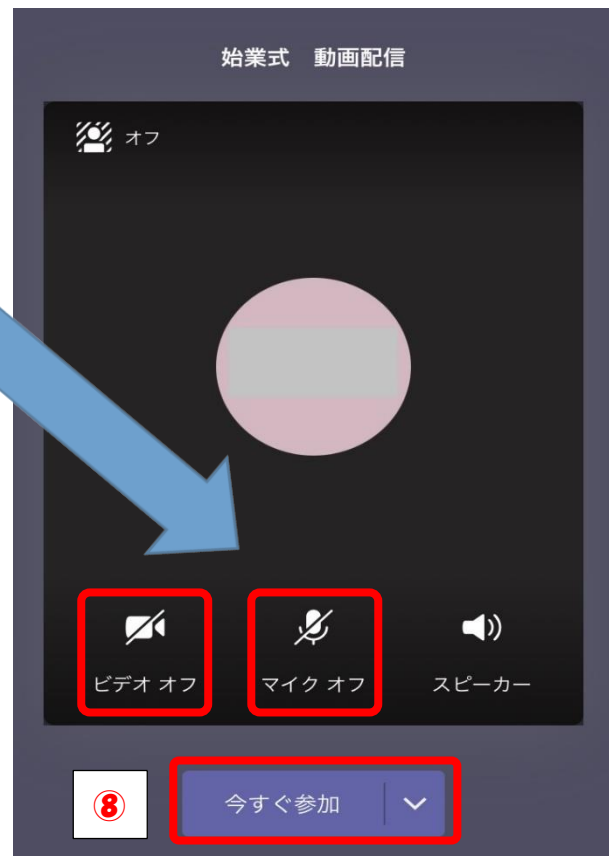 始業式　動画配信
オフ
ビデオ オフ
マイク オフ
スピーカー
⑧
今すぐ参加